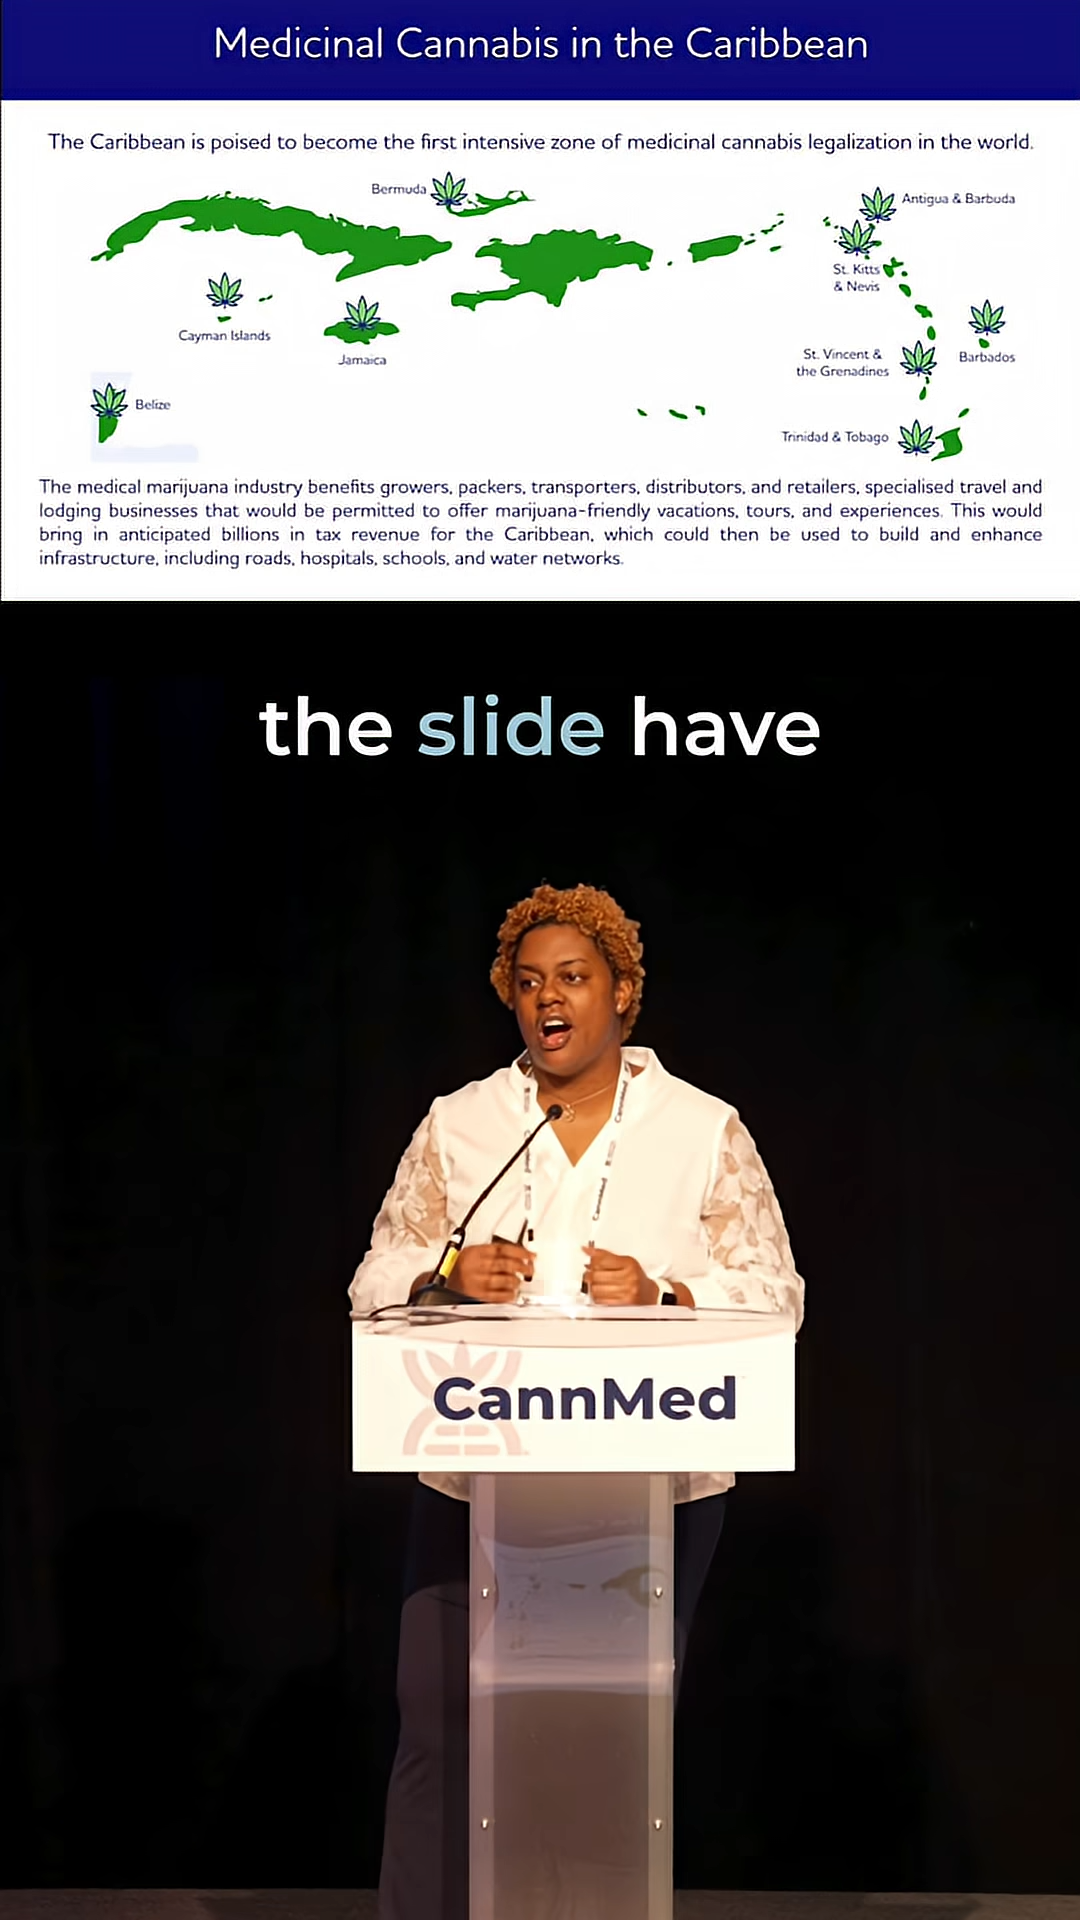 Medicinal Cannabis in the Caribbean
The Caribbean is poised to become the first intensive zone of medicinal cannabis legalization in the world.
Bermuda
Antigua & Barbuda
St. Kitts
& Nevis
Cayman Islands
Jamaica
St. Vincent &
the Grenadines
Barbados
Belize
Trinidad & Tobago
The medical marijuana industry benefits growers, packers, transporters, distributors, and retailers, specialised travel and
lodging businesses that would be permitted to offer marijuana-friendly vacations, tours, and experiences. This would
bring in anticipated billions in tax revenue for the Caribbean, which could then be used to build and enhance
infrastructure, including roads, hospitals, schools, and water networks.
the slide have
CannMed
CannMed
CannMed